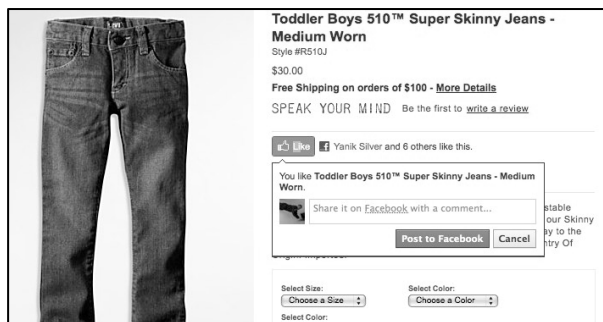 Toddler Boys 510™ Super Skinny Jeans -
Medium Worn
Style #R510J
$30.00
Free Shipping on orders of $100 - More Details
SPEAK YOUR MIND Be the first to write a review
Like Yanik Silver and 6 others like this.
You like Toddler Boys 510™ Super Skinny Jeans - Medium
Worn.
Share it on Facebook with a comment...
Post to Facebook Cancel
stable
our Skinny
ay to the
ntry Of
Select Size: Select Color:
Choose a Size Choose a Color
Select Color: